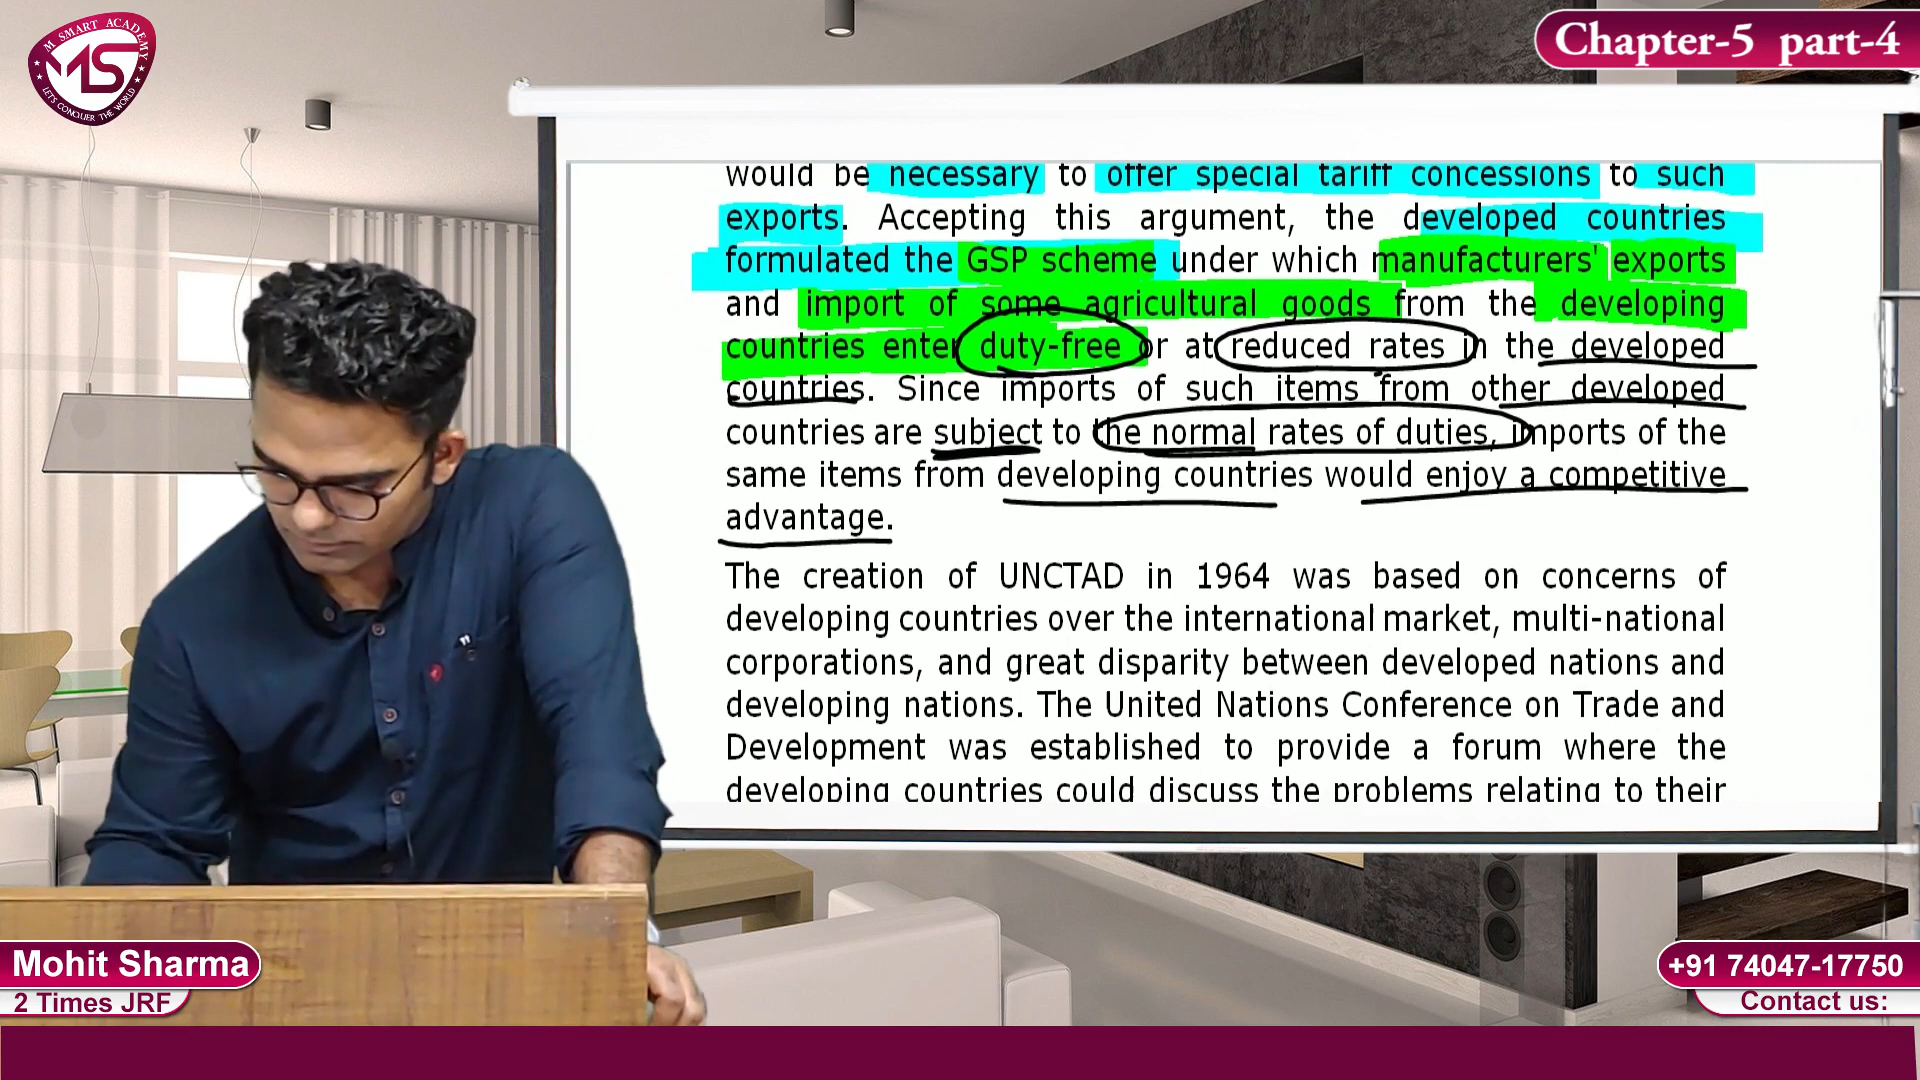 M SMART ACADEMY
MS
LET'S CONQUER THE WORLD
Chapter-5 part-4
would be necessary to offer special tariff concessions to such
exports. Accepting this argument, the developed countries
formulated the GSP scheme under which manufacturers' exports
and import of some agricultural goods from the developing
countries enter duty-free or at reduced rates in the developed
countries. Since imports of such items from other developed
countries are subject to the normal rates of duties, imports of the
same items from developing countries would enjoy a competitive
advantage.
The creation of UNCTAD in 1964 was based on concerns of
developing countries over the international market, multi-national
corporations, and great disparity between developed nations and
developing nations. The United Nations Conference on Trade and
Development was established to provide a forum where the
developing countries could discuss the problems relating to their
Mohit Sharma
2 Times JRF
+91 74047-17750
Contact us: